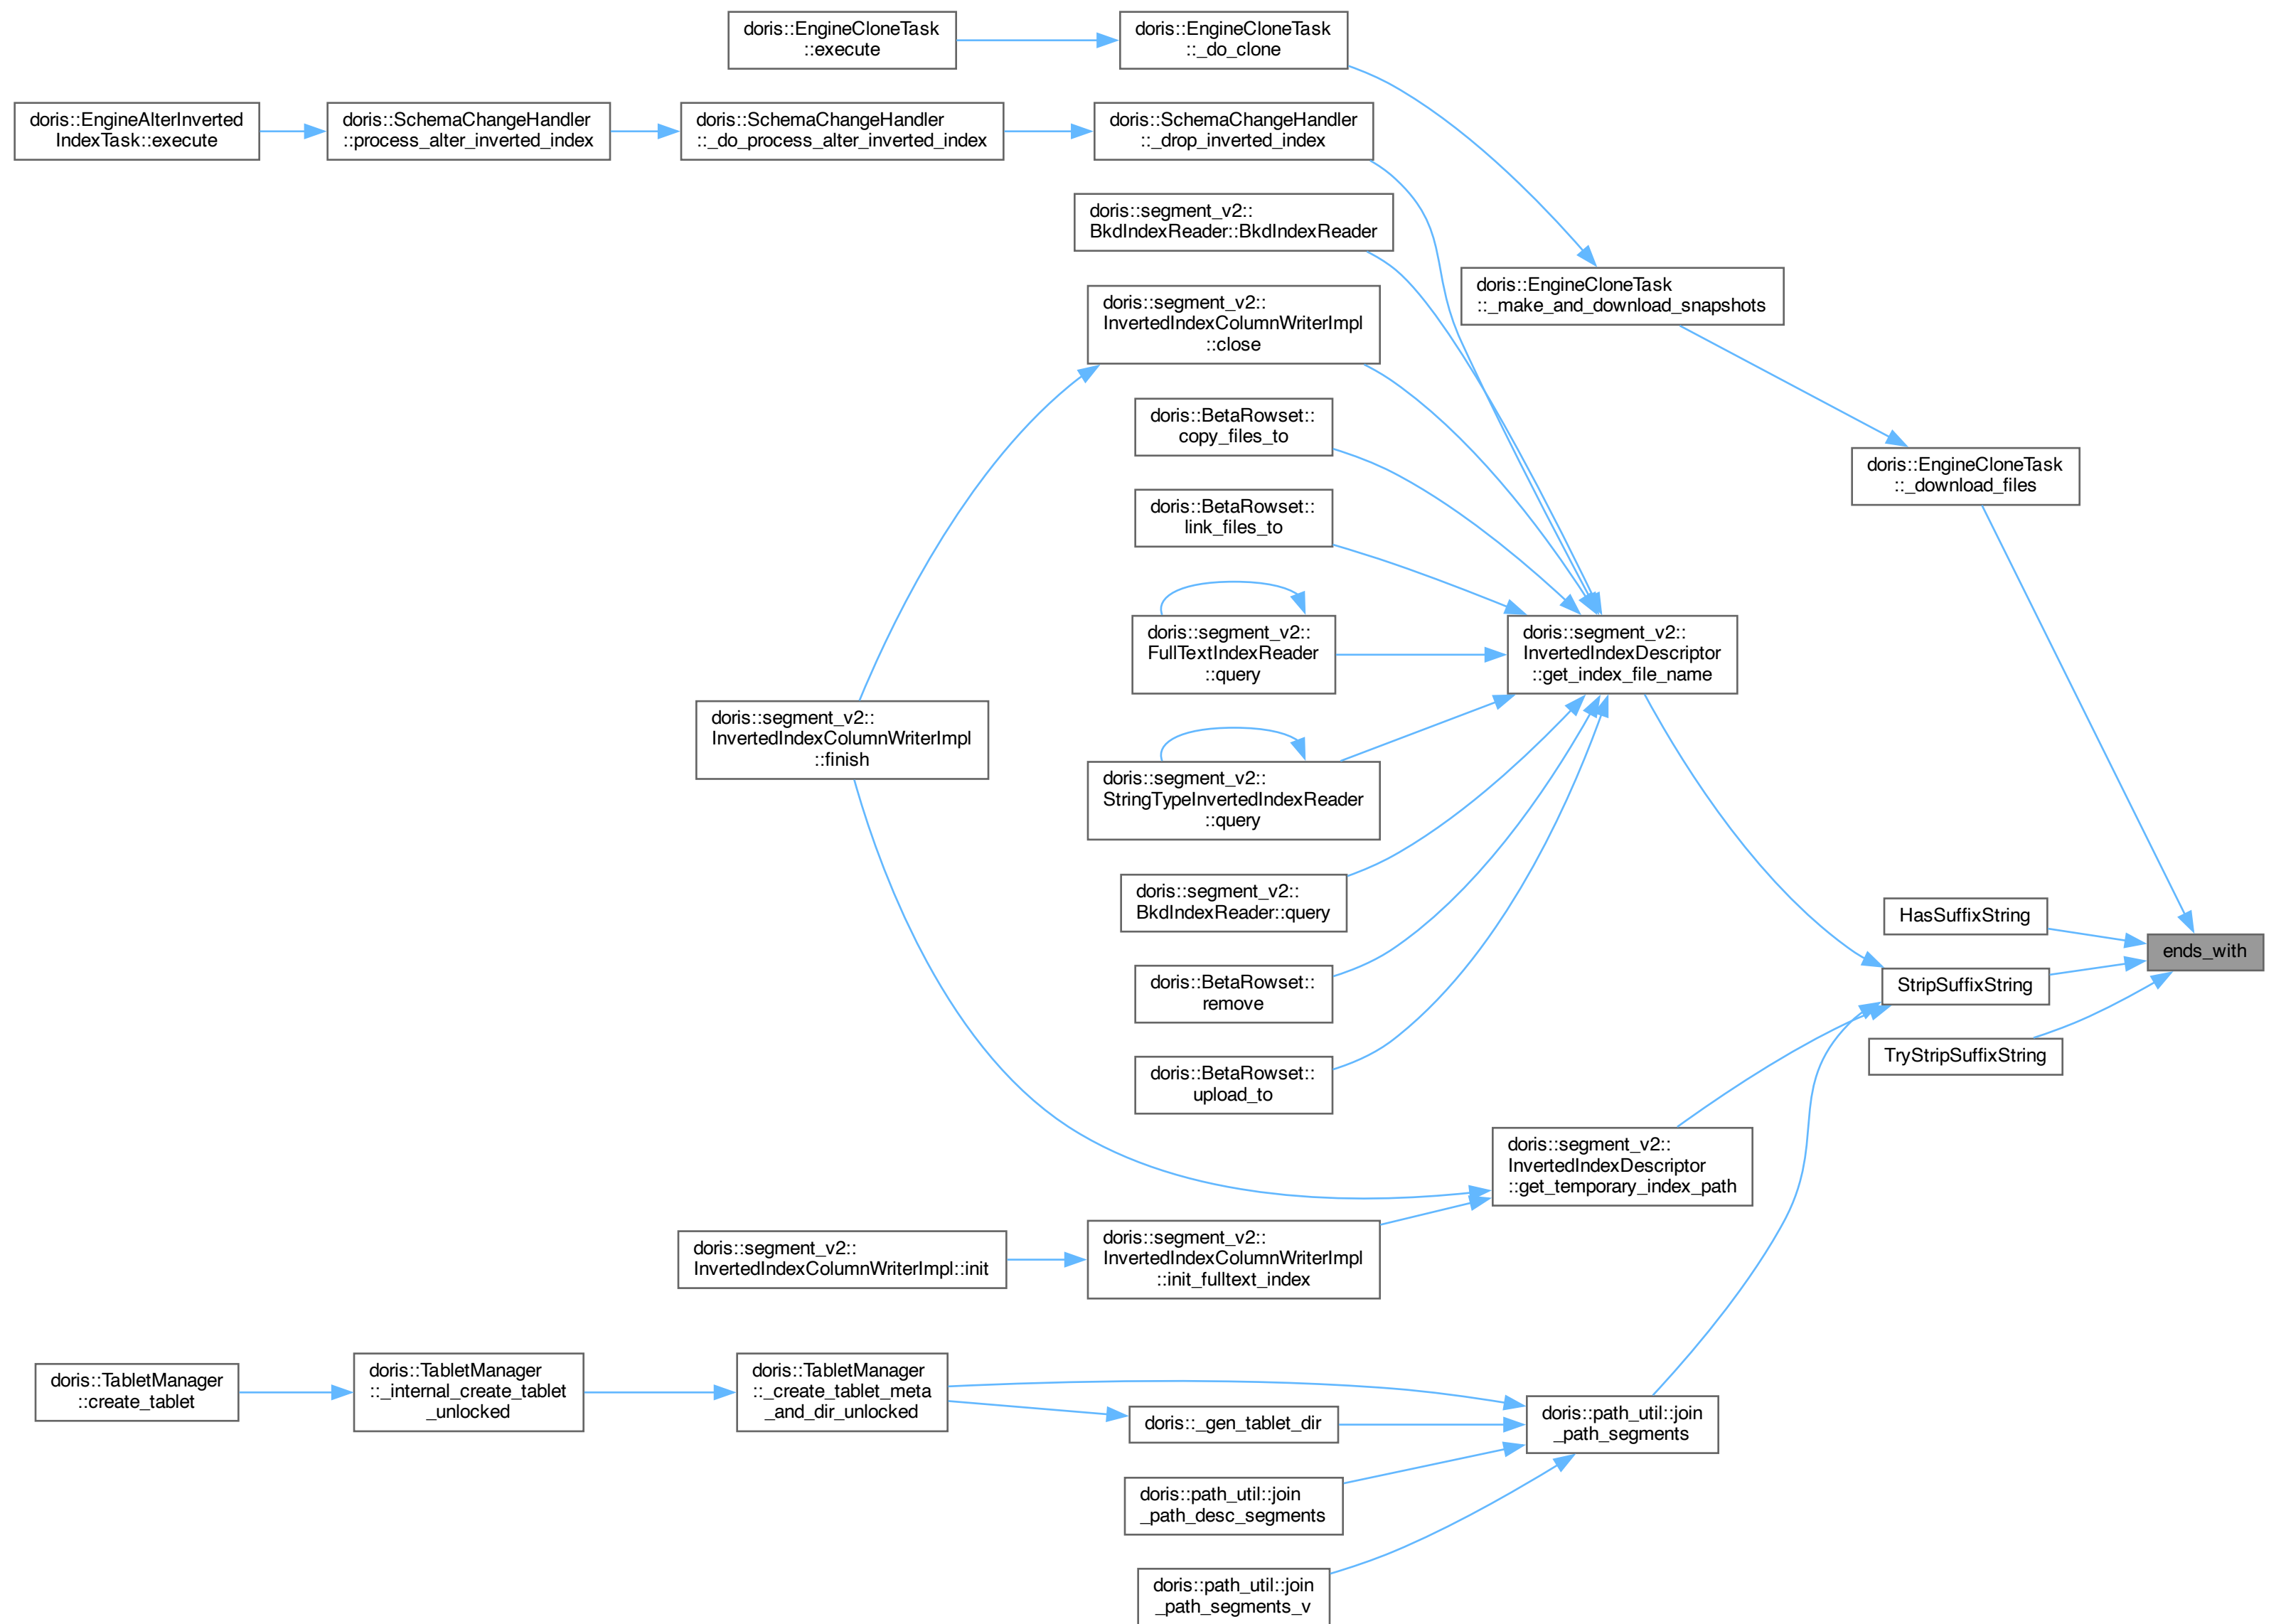 doris::EngineCloneTask
::execute
doris::EngineCloneTask
::_do_clone
doris::EngineAlterInverted
IndexTask::execute
doris::SchemaChangeHandler
::process_alter_inverted_index
doris::SchemaChangeHandler
::_do_process_alter_inverted_index
doris::SchemaChangeHandler
::_drop_inverted_index
doris::segment_v2::
BkdIndexReader::BkdIndexReader
doris::EngineCloneTask
::_make_and_download_snapshots
doris::segment_v2::
InvertedIndexColumnWriterImpl
::close
doris::BetaRowset::
copy_files_to
doris::EngineCloneTask
::_download_files
doris::BetaRowset::
link_files_to
doris::segment_v2::
FullTextIndexReader
::query
doris::segment_v2::
InvertedIndexDescriptor
::get_index_file_name
doris::segment_v2::
InvertedIndexColumnWriterImpl
::finish
doris::segment_v2::
StringTypeInvertedIndexReader
::query
doris::segment_v2::
BkdIndexReader::query
HasSuffixString
ends_with
doris::BetaRowset::
remove
StripSuffixString
TryStripSuffixString
doris::BetaRowset::
upload_to
doris::segment_v2::
InvertedIndexDescriptor
::get_temporary_index_path
doris::segment_v2::
InvertedIndexColumnWriterImpl::init
doris::segment_v2::
InvertedIndexColumnWriterImpl
::init_fulltext_index
doris::TabletManager
::create_tablet
doris::TabletManager
::_internal_create_tablet
_unlocked
doris::TabletManager
::_create_tablet_meta
_and_dir_unlocked
doris::_gen_tablet_dir
doris::path_util::join
_path_segments
doris::path_util::join
_path_desc_segments
doris::path_util::join
_path_segments_v